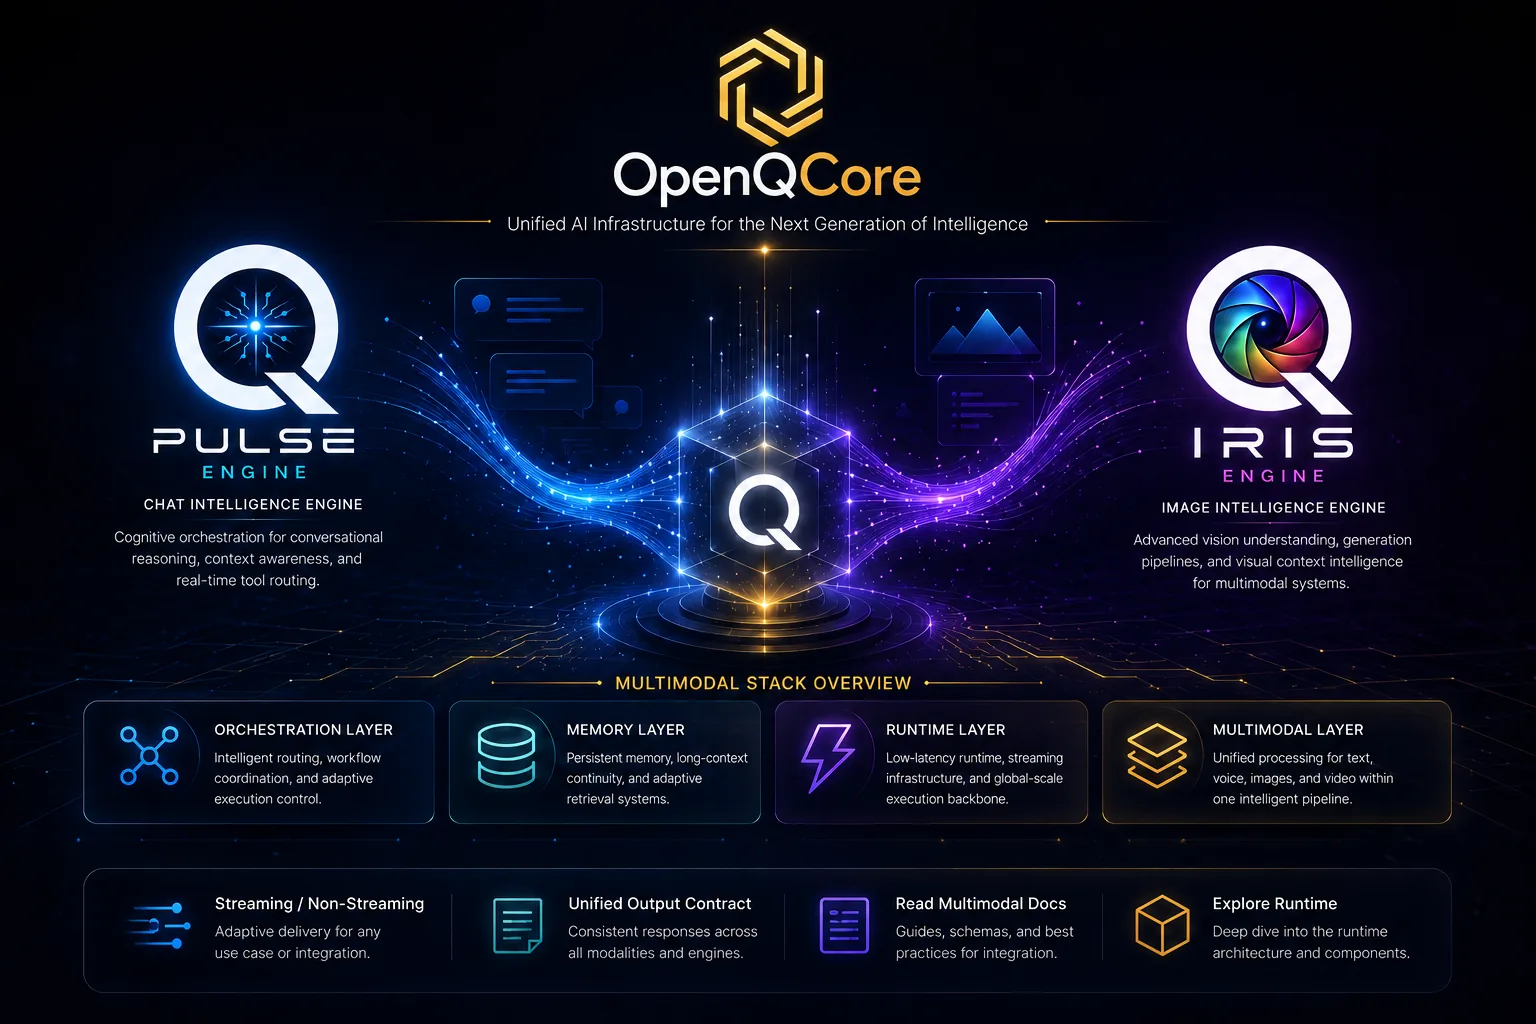 OpenQCore
Unified AI Infrastructure for the Next Generation of Intelligence
PULSE
ENGINE
CHAT INTELLIGENCE ENGINE
Cognitive orchestration for conversational
reasoning, context awareness, and
real-time tool routing.
Q
IRIS
ENGINE
IMAGE INTELLIGENCE ENGINE
Advanced vision understanding, generation
pipelines, and visual context intelligence
for multimodal systems.
MULTIMODAL STACK OVERVIEW
ORCHESTRATION LAYER
Intelligent routing, workflow
coordination, and adaptive
execution control.
MEMORY LAYER
Persistent memory, long-context
continuity, and adaptive
retrieval systems.
RUNTIME LAYER
Low-latency runtime, streaming
infrastructure, and global-scale
execution backbone.
MULTIMODAL LAYER
Unified processing for text,
voice, images, and video within
one intelligent pipeline.
Streaming / Non-Streaming
Adaptive delivery for any
use case or integration.
Unified Output Contract
Consistent responses across
all modalities and engines.
Read Multimodal Docs
Guides, schemas, and best
practices for integration.
Explore Runtime
Deep dive into the runtime
architecture and components.